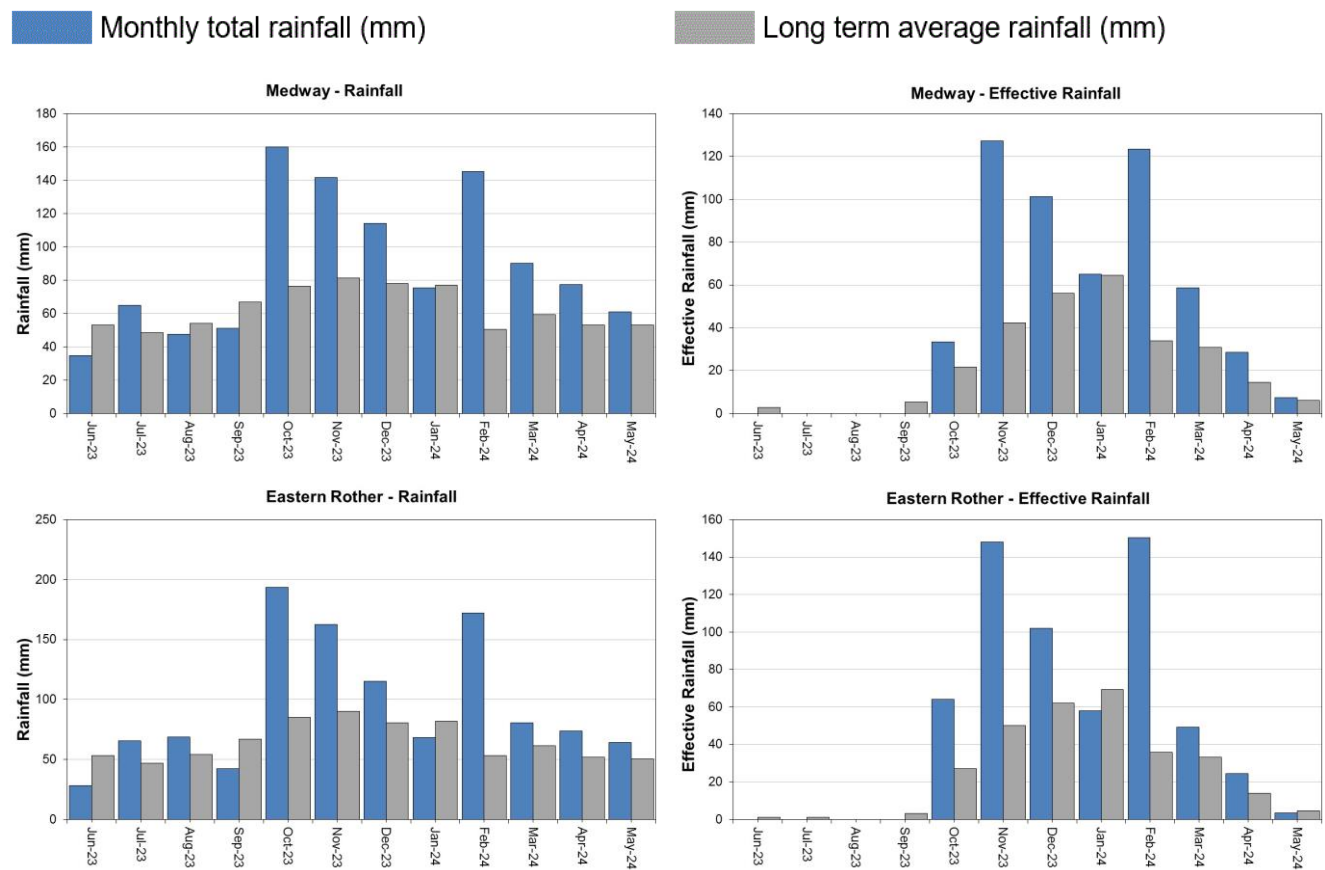 Monthly total rainfall (mm)
Long term average rainfall (mm)
Medway - Rainfall
Rainfall (mm)
180
160
140
120
100
80
60
40
20
0
Jun-23
Jul-23
Aug-23
Sep-23
Oct-23
Nov-23
Dec-23
Jan-24
Feb-24
Mar-24
Apr-24
May-24
Medway - Effective Rainfall
Effective Rainfall (mm)
140
120
100
80
60
40
20
0
Jun-23
Jul-23
Aug-23
Sep-23
Oct-23
Nov-23
Dec-23
Jan-24
Feb-24
Mar-24
Apr-24
May-24
Eastern Rother - Rainfall
Rainfall (mm)
250
200
150
100
50
0
Jun-23
Jul-23
Aug-23
Sep-23
Oct-23
Nov-23
Dec-23
Jan-24
Feb-24
Mar-24
Apr-24
May-24
Eastern Rother - Effective Rainfall
Effective Rainfall (mm)
160
140
120
100
80
60
40
20
0
Jun-23
Jul-23
Aug-23
Sep-23
Oct-23
Nov-23
Dec-23
Jan-24
Feb-24
Mar-24
Apr-24
May-24